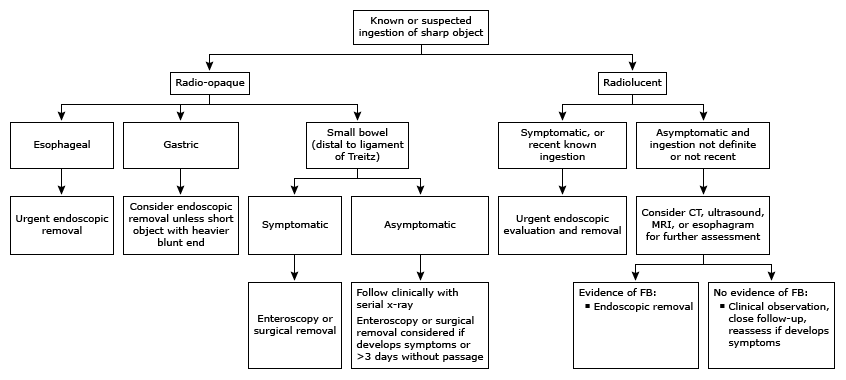 Known or suspected
ingestion of sharp object
Radio-opaque
Radiolucent
Esophageal
Gastric
Small bowel
(distal to ligament
of Treitz)
Symptomatic, or
recent known
ingestion
Asymptomatic and
ingestion not definite
or not recent
Urgent endoscopic
removal
Consider endoscopic
removal unless short
object with heavier
blunt end
Symptomatic
Asymptomatic
Urgent endoscopic
evaluation and removal
Consider CT, ultrasound,
MRI, or esophagram
for further assessment
Enteroscopy or
surgical removal
Follow clinically with
serial x-ray
Enteroscopy or surgical
removal considered if
develops symptoms or
>3 days without passage
Evidence of FB:
▪ Endoscopic removal
No evidence of FB:
▪ Clinical observation,
close follow-up,
reassess if develops
symptoms